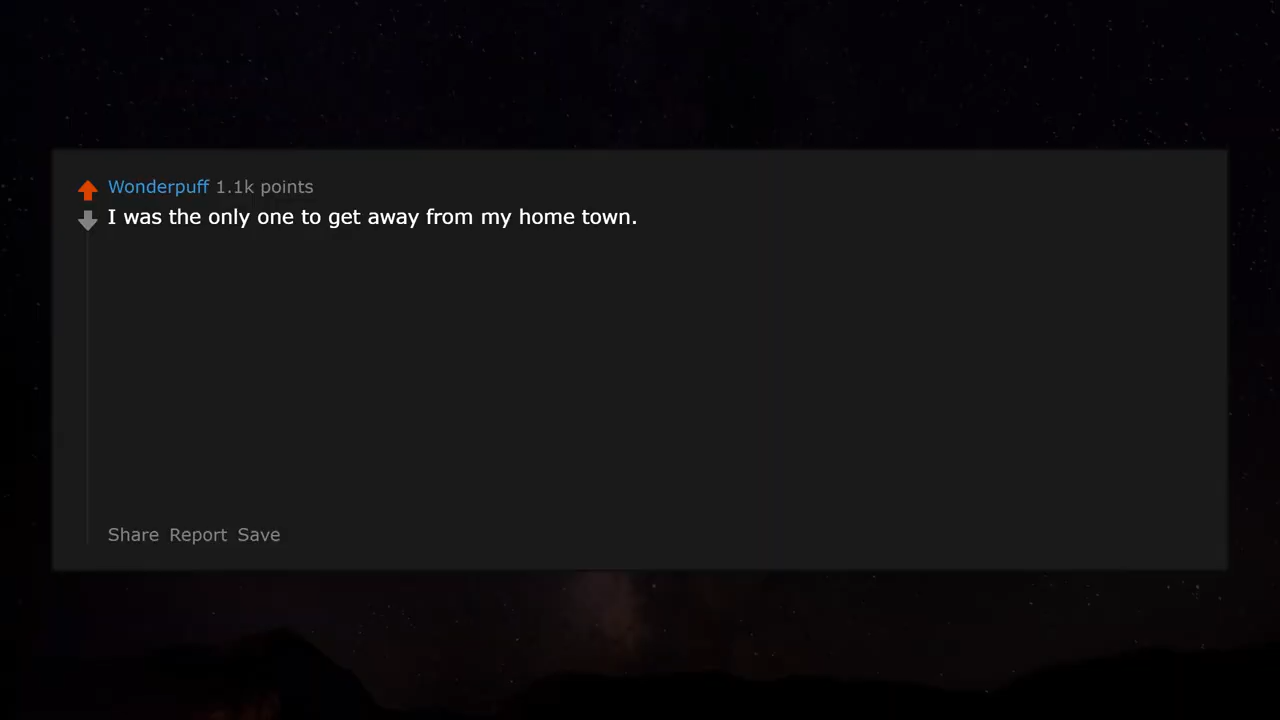 Wonderpuff 1.1k points
I was the only one to get away from my home town.
Share Report Save